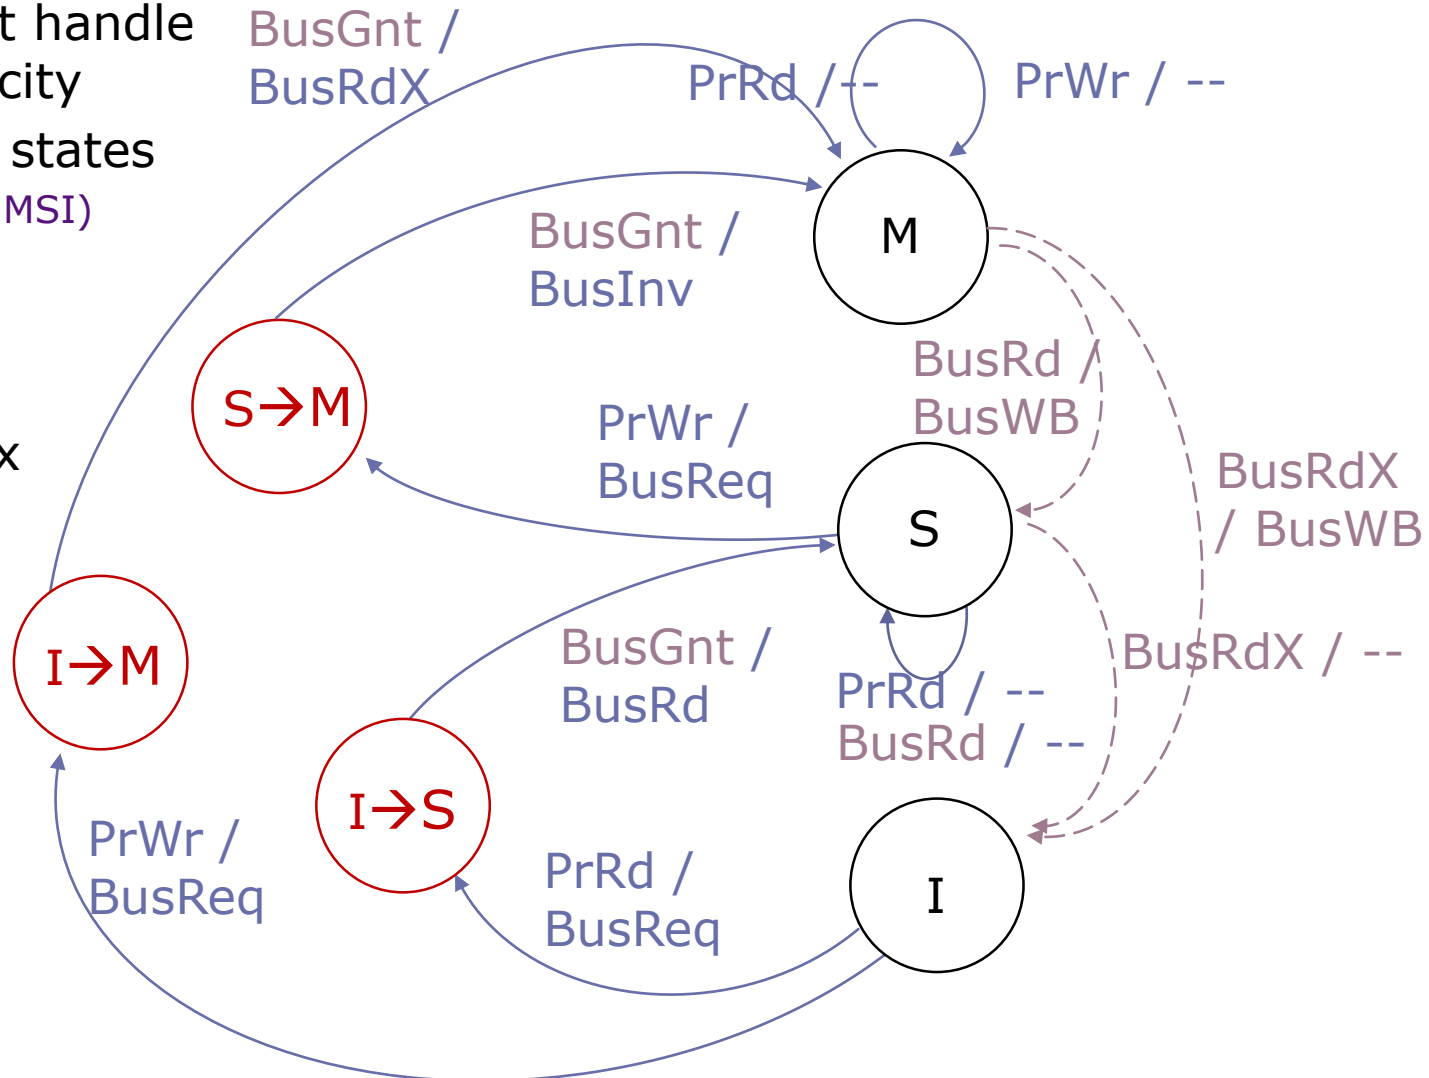 t handle
city
states
MSI)
x
BusGnt /
BusRdX
PrRd /--
PrWr / --
M
BusGnt /
BusInv
S→M
BusRd /
BusWB
PrWr /
BusReq
BusRdX
/ BusWB
S
I→M
BusGnt /
BusRd
PrRd / --
BusRd / --
BusRdX / --
I→S
PrWr /
BusReq
PrRd /
BusReq
I